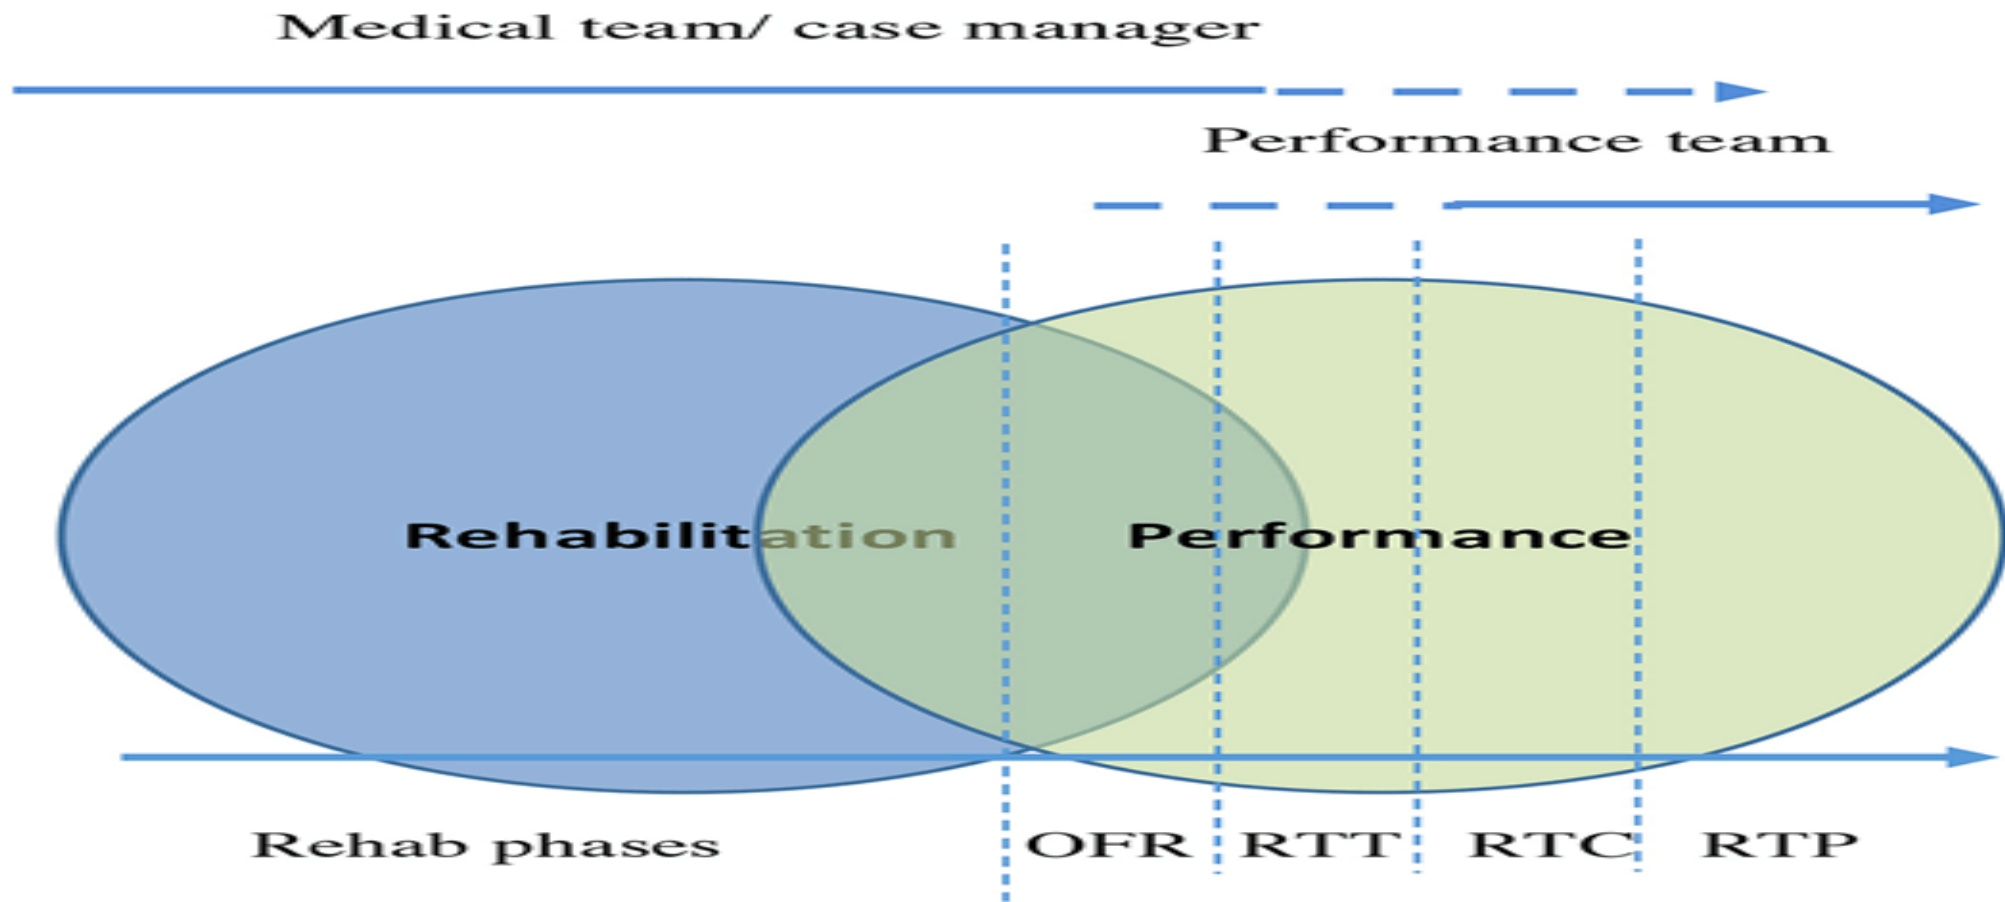 Medical team/ case manager
Performance team
Rehabilitation
Performance
Rehab phases
OFR
RTT
RTC
RTP